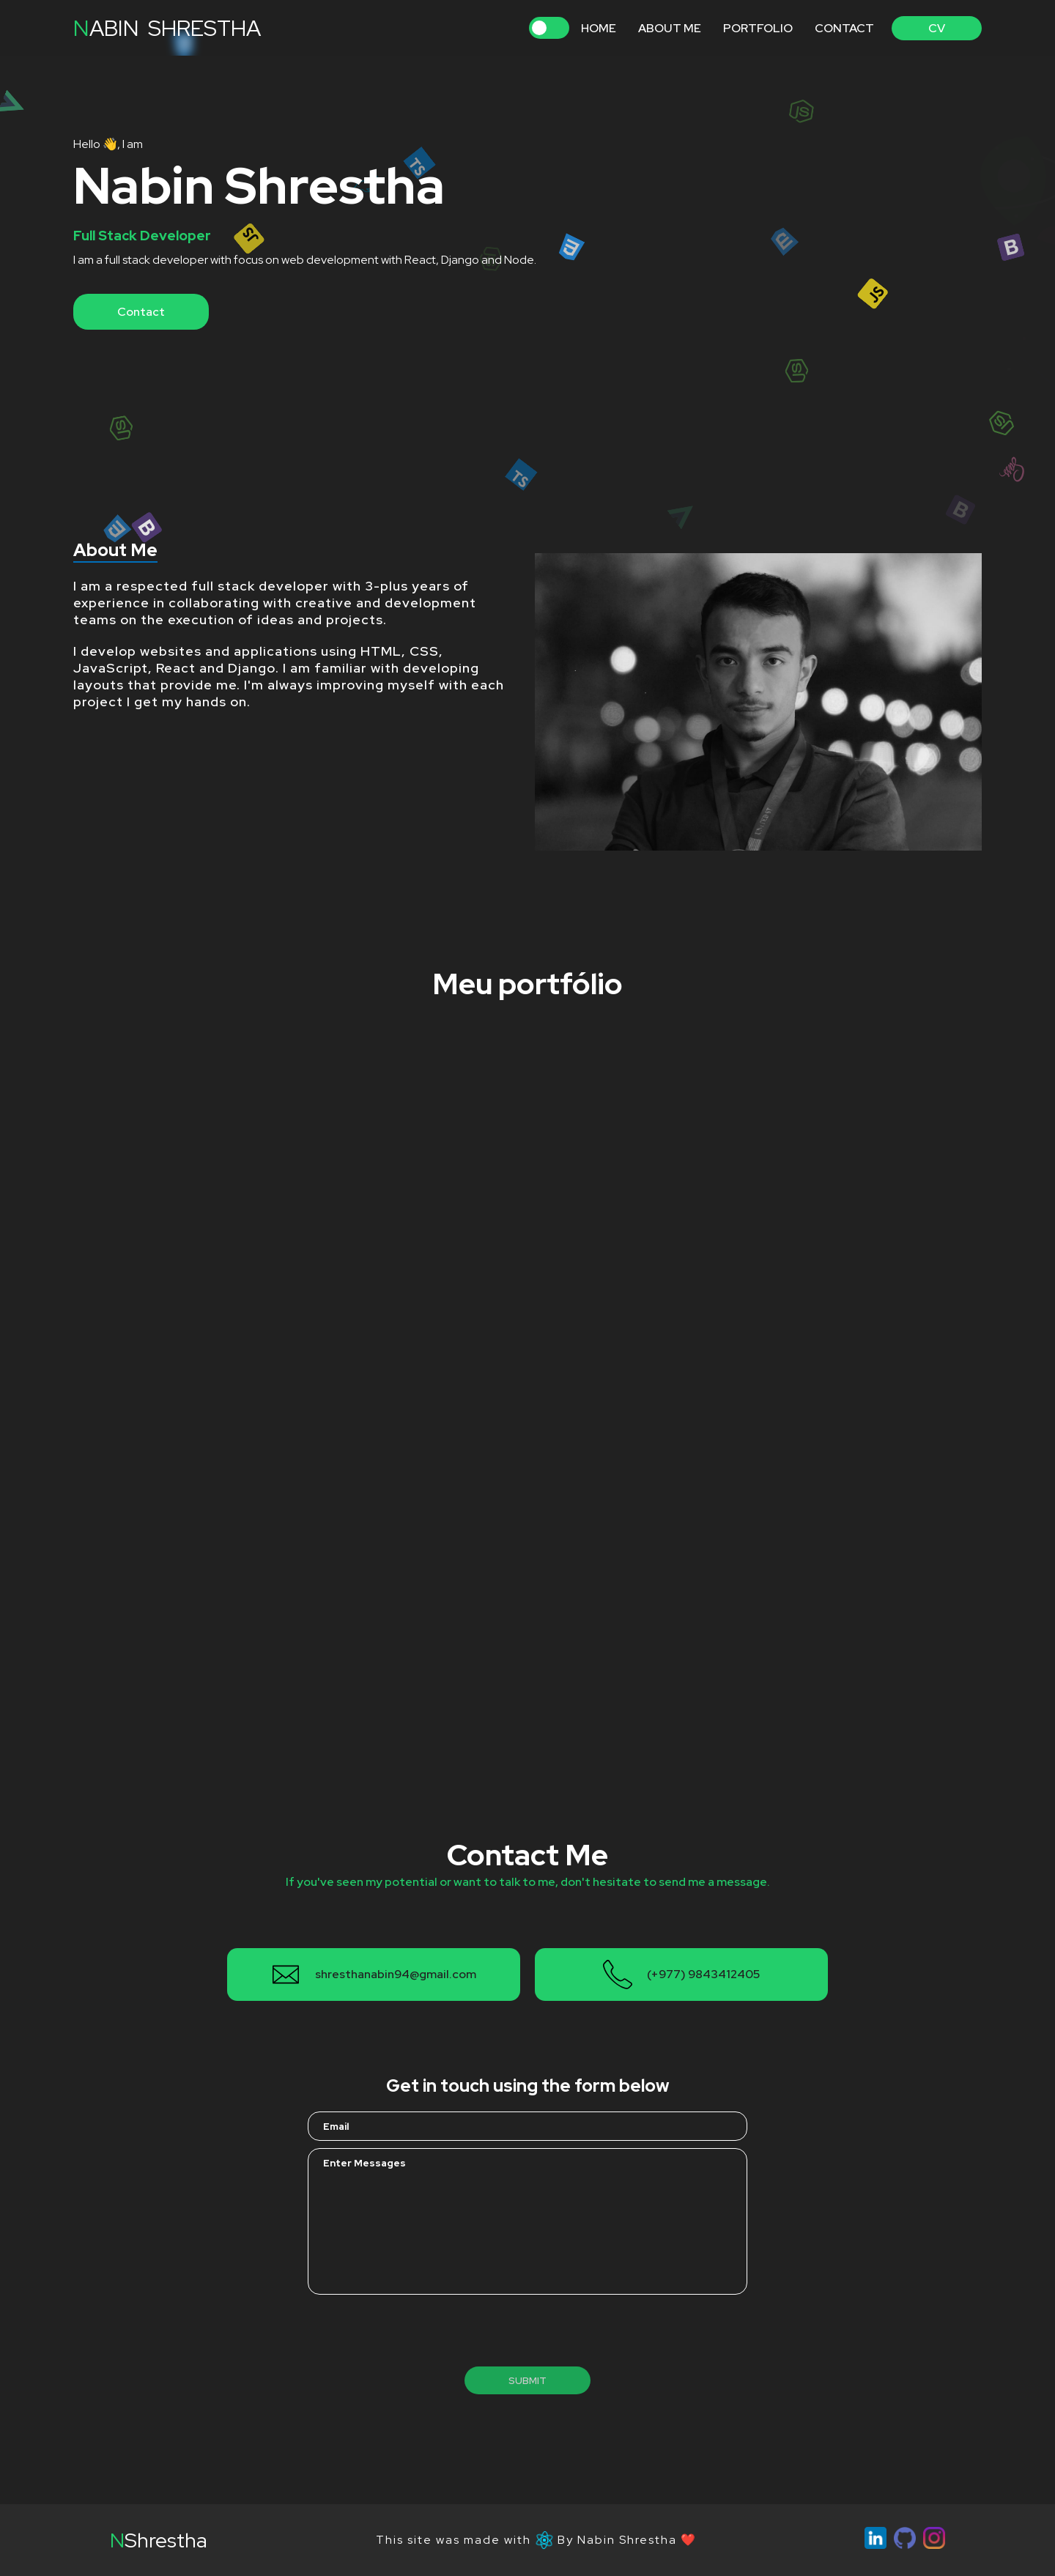 NABIN SHRESTHA
HOME ABOUT ME PORTFOLIO CONTACT CV
JS
Hello 👋, I am
TS
Nabin Shrestha
Full Stack Developer
JS
B
I am a full stack developer with focus on web development with React, Django and Node.
JS
Contact
TS
B
B
About Me
I am a respected full stack developer with 3-plus years of
experience in collaborating with creative and development
teams on the execution of ideas and projects.
I develop websites and applications using HTML, CSS,
JavaScript, React and Django. I am familiar with developing
layouts that provide me. I'm always improving myself with each
project I get my hands on.
Meu portfólio
Contact Me
If you've seen my potential or want to talk to me, don't hesitate to send me a message.
shresthanabin94@gmail.com
(+977) 9843412405
Get in touch using the form below
Email
Enter Messages
SUBMIT
NShrestha
This site was made with By Nabin Shrestha ❤️
in